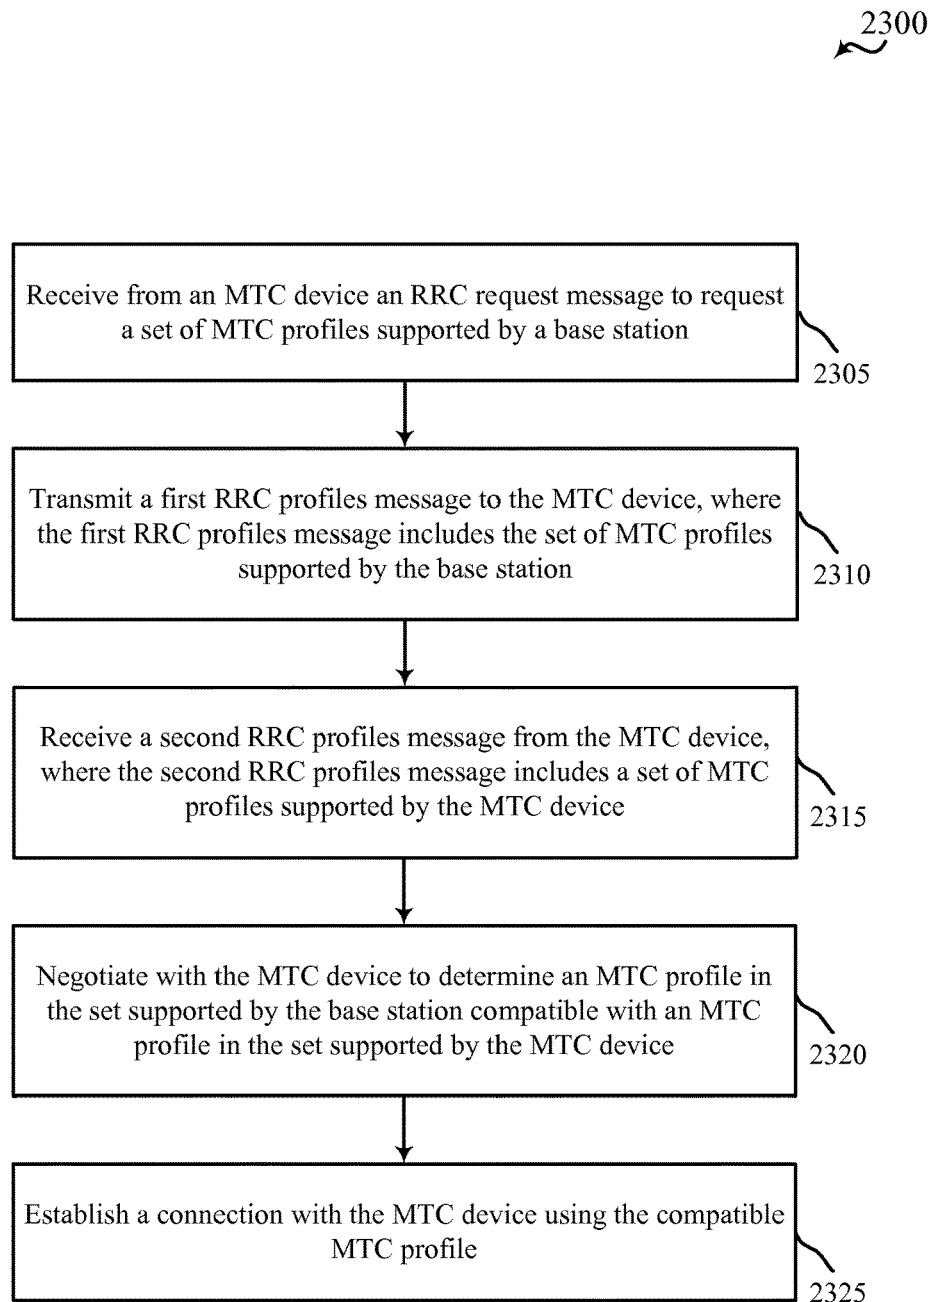 2300
Receive from an MTC device an RRC request message to request
a set of MTC profiles supported by a base station
2305
Transmit a first RRC profiles message to the MTC device, where
the first RRC profiles message includes the set of MTC profiles
supported by the base station
2310
Receive a second RRC profiles message from the MTC device,
where the second RRC profiles message includes a set of MTC
profiles supported by the MTC device
2315
Negotiate with the MTC device to determine an MTC profile in
the set supported by the base station compatible with an MTC
profile in the set supported by the MTC device
2320
Establish a connection with the MTC device using the compatible
MTC profile
2325